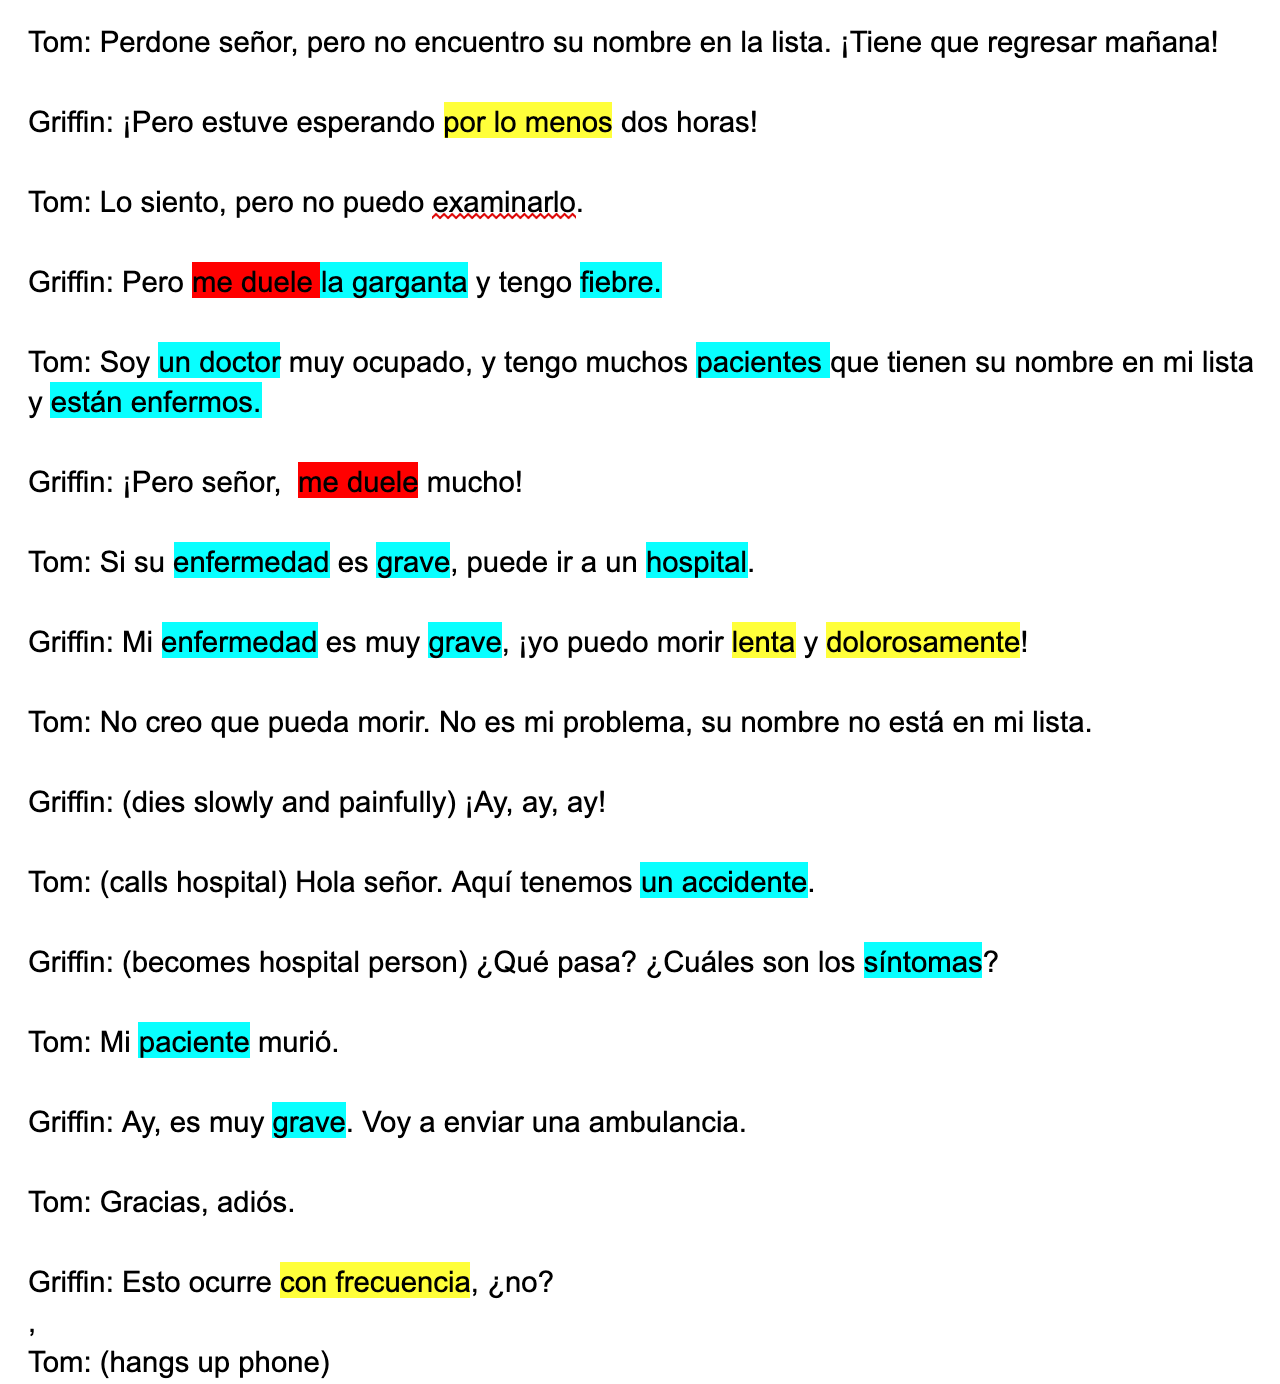 Tom: Perdone señor, pero no encuentro su nombre en la lista. ¡Tiene que regresar mañana!
Griffin: ¡Pero estuve esperando por lo menos dos horas!
Tom: Lo siento, pero no puedo examinarlo.
Griffin: Pero me duele la garganta y tengo fiebre.
Tom: Soy un doctor muy ocupado, y tengo muchos pacientes que tienen su nombre en mi lista
y están enfermos.
Griffin: ¡Pero señor,  me duele mucho!
Tom: Si su enfermedad es grave, puede ir a un hospital.
Griffin: Mi enfermedad es muy grave, ¡yo puedo morir lenta y dolorosamente!
Tom: No creo que pueda morir. No es mi problema, su nombre no está en mi lista.
Griffin: (dies slowly and painfully) ¡Ay, ay, ay!
Tom: (calls hospital) Hola señor. Aquí tenemos un accidente.
Griffin: (becomes hospital person) ¿Qué pasa? ¿Cuáles son los síntomas?
Tom: Mi paciente murió.
Griffin: Ay, es muy grave. Voy a enviar una ambulancia.
Tom: Gracias, adiós.
Griffin: Esto ocurre con frecuencia, ¿no?
,
Tom: (hangs up phone)